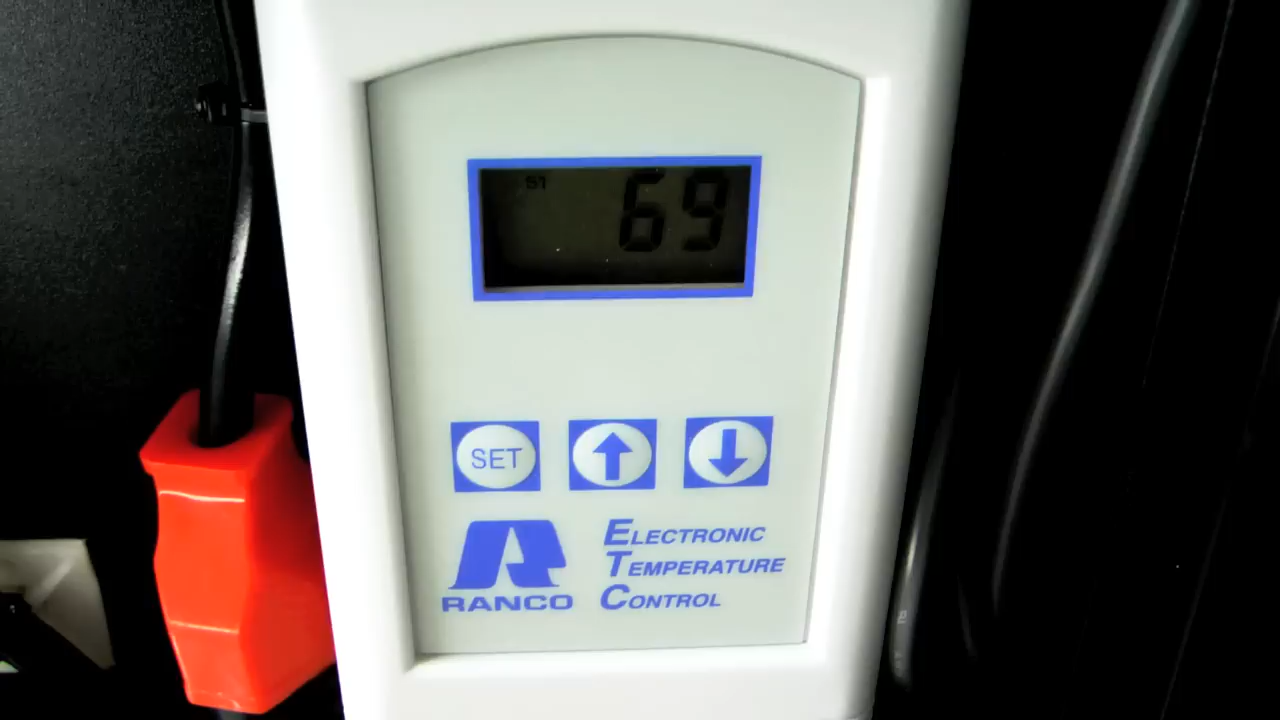 S1
69
SET
RANCO
ELECTRONIC
TEMPERATURE
CONTROL